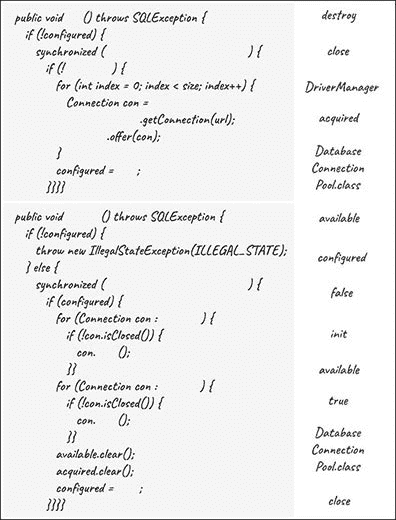 public void () throws SQLException {
if (!configured) {
synchronized ( ) {
if (! ) {
for (int index = 0; index < size; index++) {
Connection con =
.getConnection(url);
.offer(con);
}
configured = ;
}}}}
destroy
close
DriverManager
acquired
Database
Connection
Pool.class
public void () throws SQLException {
if (!configured) {
throw new IllegalStateException(ILLEGAL_STATE);
} else {
synchronized ( ) {
if (configured) {
for (Connection con : ) {
if (!con.isClosed()) {
con. ();
}}
for (Connection con : ) {
if (!con.isClosed()) {
con. ();
}}
available.clear();
acquired.clear();
configured = ;
}}}}
available
configured
false
init
available
true
Database
Connection
Pool.class
close